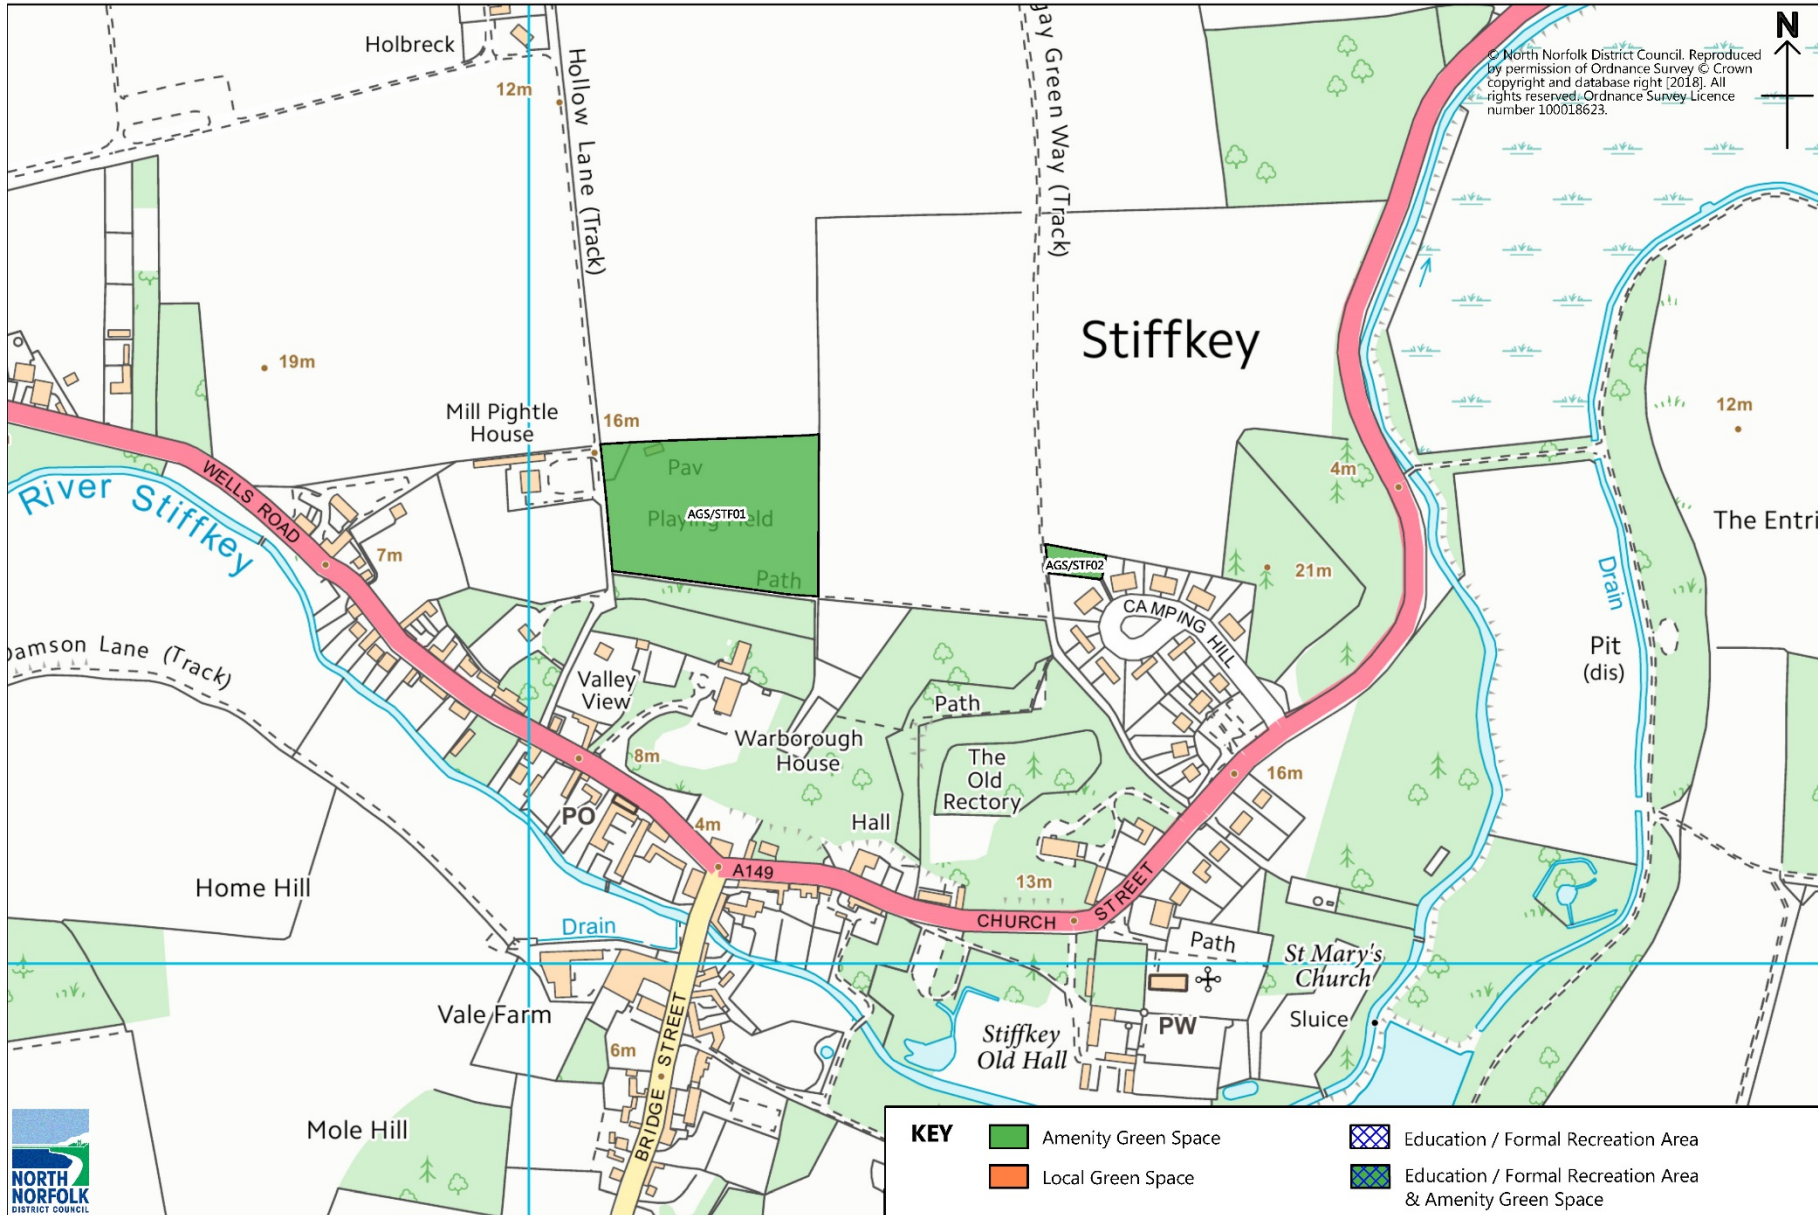 Holbreck
12m
Hollow Lane (Track)
gay Green Way (Track)
N
© North Norfolk District Council. Reproduced
by permission of Ordnance Survey © Crown
copyright and database right [2018]. All
rights reserved. Ordnance Survey Licence
number 100018623.
Stiffkey
19m
Mill Pightle
House
16m
Pav
AGS/STF01
Playing Field
Path
12m
4m
WELLS ROAD
River Stiffkey
7m
The Entri
AGS/STF02
21m
CAMPING HILL
Drain
Pit
(dis)
Damson Lane (Track)
Valley
View
Path
Warborough
House
8m
The
Old
Rectory
16m
PO
4m
Hall
A149
13m
CHURCH STREET
Home Hill
Drain
Path
St Mary's
Church
Vale Farm
BRIDGE STREET
Stiffkey
Old Hall
PW
Sluice
6m
Mole Hill
NORTH
NORFOLK
DISTRICT COUNCIL
KEY
Amenity Green Space
Local Green Space
Education / Formal Recreation Area
Education / Formal Recreation Area
& Amenity Green Space